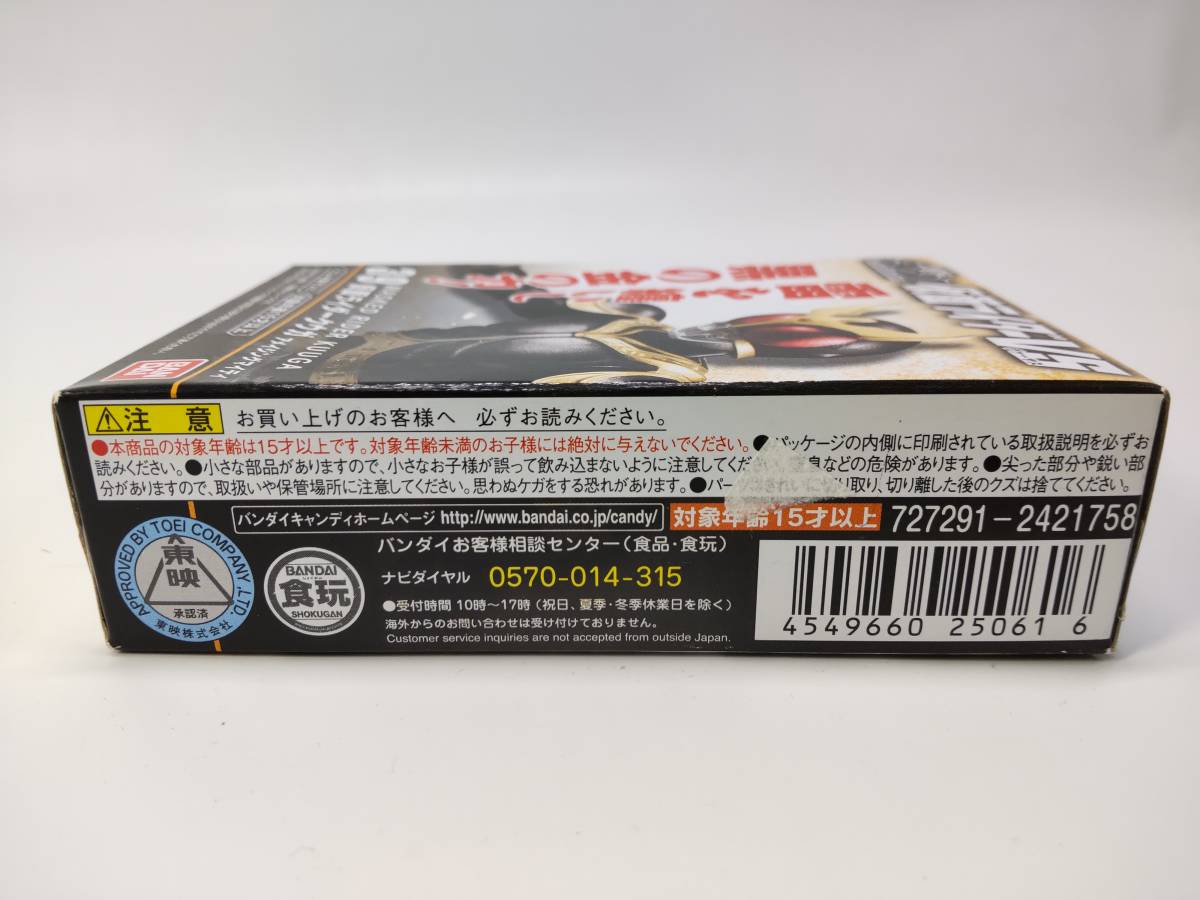 KAMEN RIDER KUUGA
BANDAI
⚠注意 お買い上げのお客様へ 必ずお読みください。
●本商品の対象年齢は15才以上です。対象年齢未満のお子様には絶対に与えないでください。●パッケージの内側に印刷されている取扱説明を必ずお
読みください。●小さな部品がありますので、小さなお子様が誤って飲み込まないように注意してください。窒息などの危険があります。●尖った部分や鋭い部
分がありますので、取扱いや保管場所に注意してください。思わぬケガをする恐れがあります。●パーツはきれいに切り取り、切り離した後のクズは捨ててください。
バンダイキャンディホームページ http://www.bandai.co.jp/candy/ 対象年齢15才以上 727291-2421758
APPROVED BY TOEI COMPANY, LTD.
東映
承認済
東映株式会社
BANDAI
食玩
SHOKUGAN
バンダイお客様相談センター(食品・食玩)
ナビダイヤル 0570-014-315
●受付時間 10時〜17時(祝日、夏季・冬季休業日を除く)
海外からのお問い合わせは受け付けておりません。
Customer service inquiries are not accepted from outside Japan.
4549660 250616